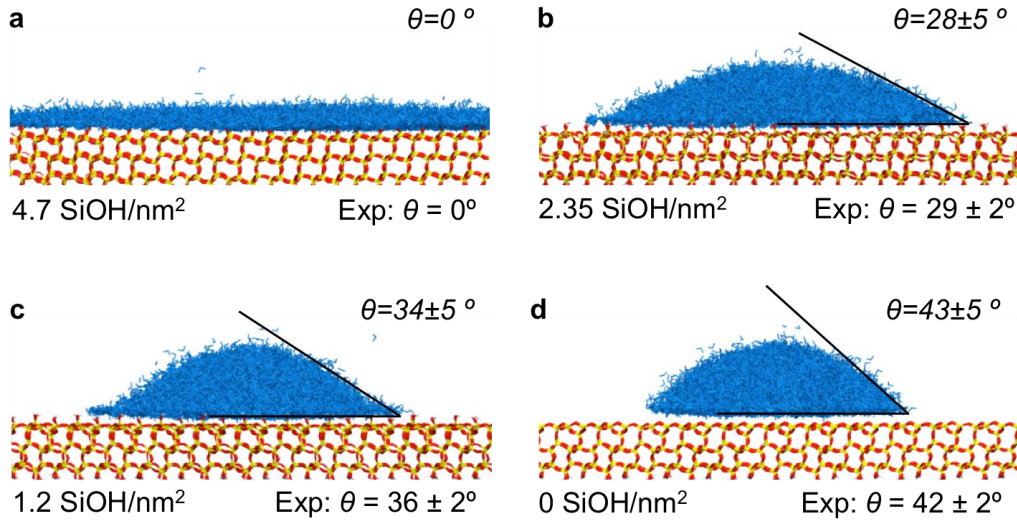 a
θ=0 º
4.7 SiOH/nm² Exp: θ = 0º
b
θ=28±5 º
2.35 SiOH/nm² Exp: θ = 29 ± 2º
c
θ=34±5 º
1.2 SiOH/nm² Exp: θ = 36 ± 2º
d
θ=43±5 º
0 SiOH/nm² Exp: θ = 42 ± 2º